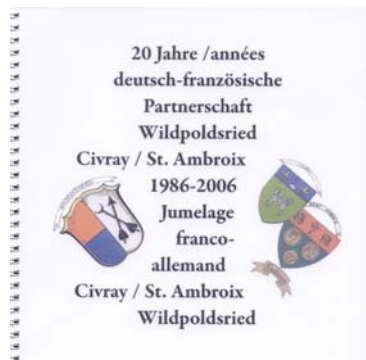 20 Jahre /années
deutsch-französische
Partnerschaft
Wildpoldsried
Civray / St. Ambroix
1986-2006
Jumelage
franco-
allemand
Civray / St. Ambroix
Wildpoldsried